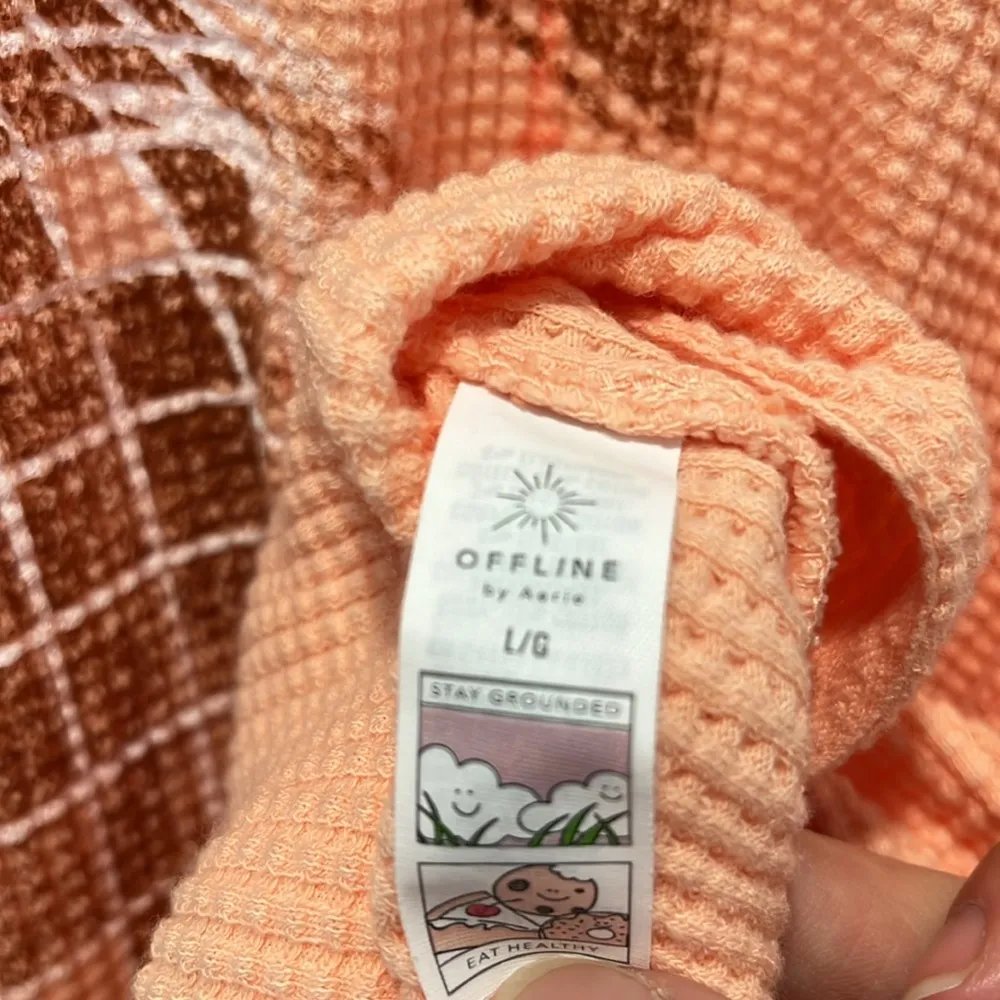 OFFLINE
by Aerie
L/G
STAY GROUNDED
EAT HEALTHY